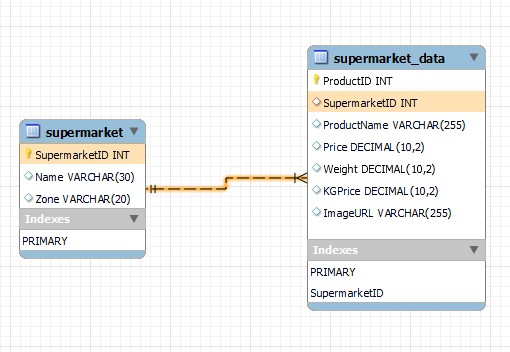 supermarket
SupermarketID INT
Name VARCHAR(30)
Zone VARCHAR(20)
Indexes
PRIMARY
supermarket_data
ProductID INT
SupermarketID INT
ProductName VARCHAR(255)
Price DECIMAL(10,2)
Weight DECIMAL(10,2)
KGPrice DECIMAL(10,2)
ImageURL VARCHAR(255)
Indexes
PRIMARY
SupermarketID